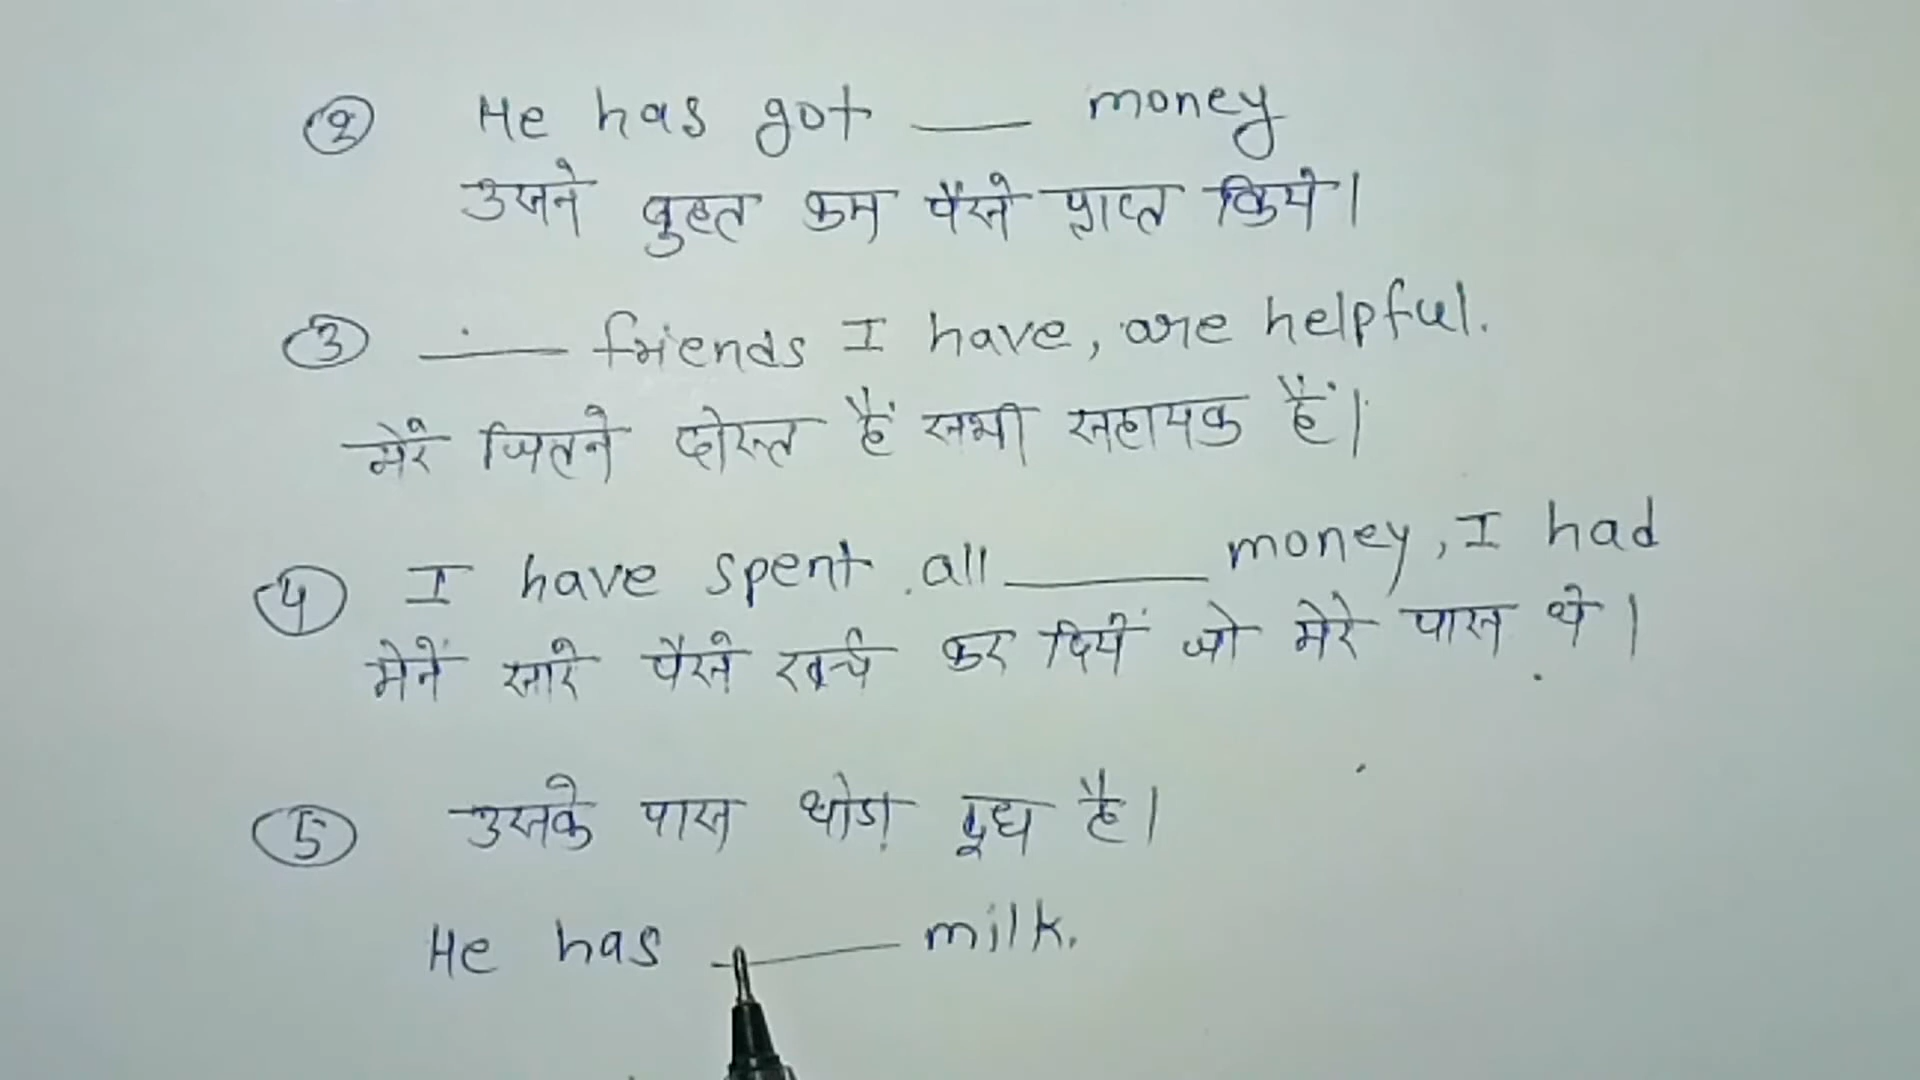 ② He has got ___ money
उसने बुहत कम पैसे प्राप्त किये।
③ ___ friends I have, are helpful.
मेरे जितने दोस्त हैं सभी सहायक हैं।
④ I have spent all ___ money, I had
मेनें सारे पैसे खर्च कर दियें जो मेरे पास थे।
⑤ उसके पास थोडा दूध है।
He has ___ milk.